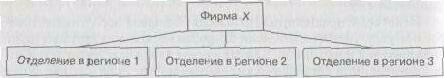 Фирма X
Отделение в регионе 1
Отделение в регионе 2
Отделение в регионе 3